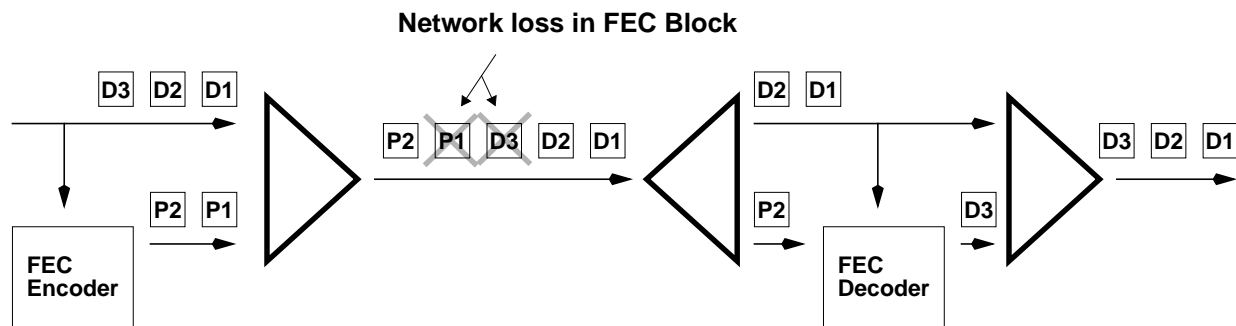 Network loss in FEC Block
D3 D2 D1
D2 D1
P2 P1 D3 D2 D1
D3 D2 D1
P2 P1
P2
D3
FEC
Encoder
FEC
Decoder